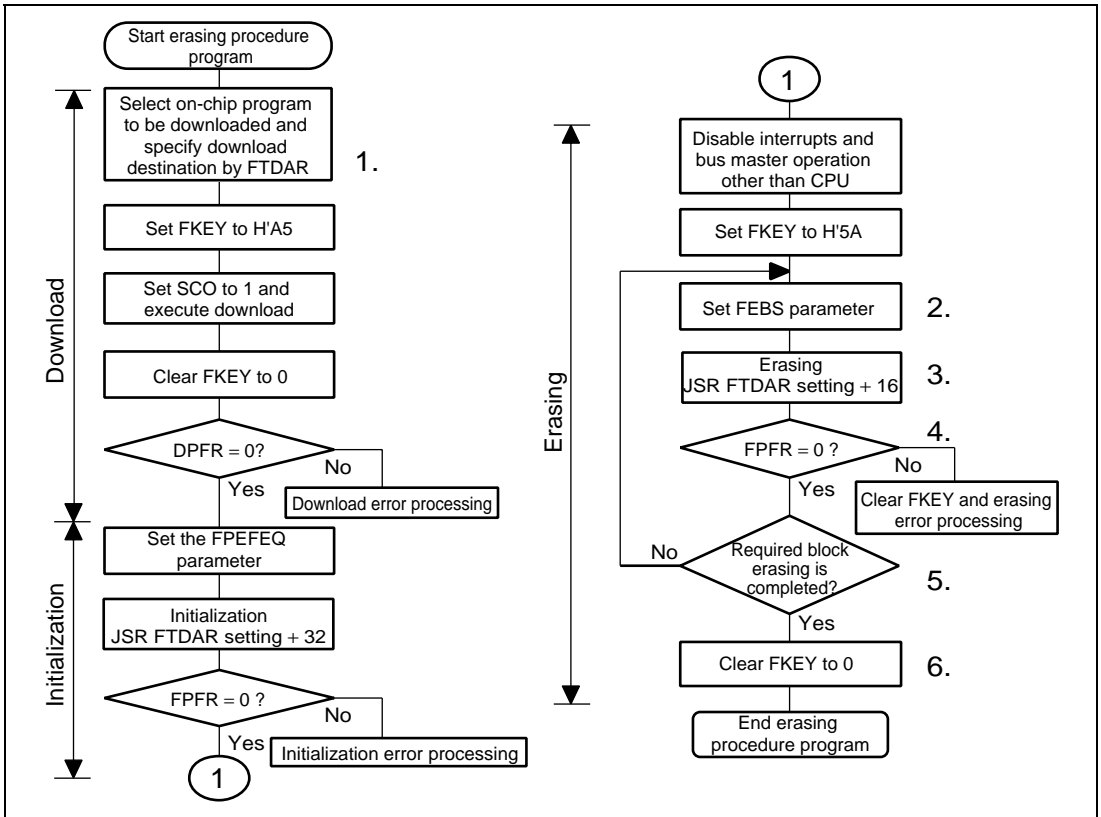 Start erasing procedure
program
Select on-chip program
to be downloaded and
specify download
destination by FTDAR
1.
Set FKEY to H'A5
Set SCO to 1 and
execute download
Clear FKEY to 0
DPFR = 0?
No
Yes
Download error processing
Download
Set the FPEFEQ
parameter
Initialization
JSR FTDAR setting + 32
FPFR = 0 ?
No
Yes
Initialization error processing
1
Initialization
1
Disable interrupts and
bus master operation
other than CPU
Set FKEY to H'5A
Set FEBS parameter
2.
Erasing
JSR FTDAR setting + 16
3.
4.
FPFR = 0 ?
No
Yes
Clear FKEY and erasing
error processing
No
Required block
erasing is
completed?
5.
Yes
Clear FKEY to 0
6.
End erasing
procedure program
Erasing